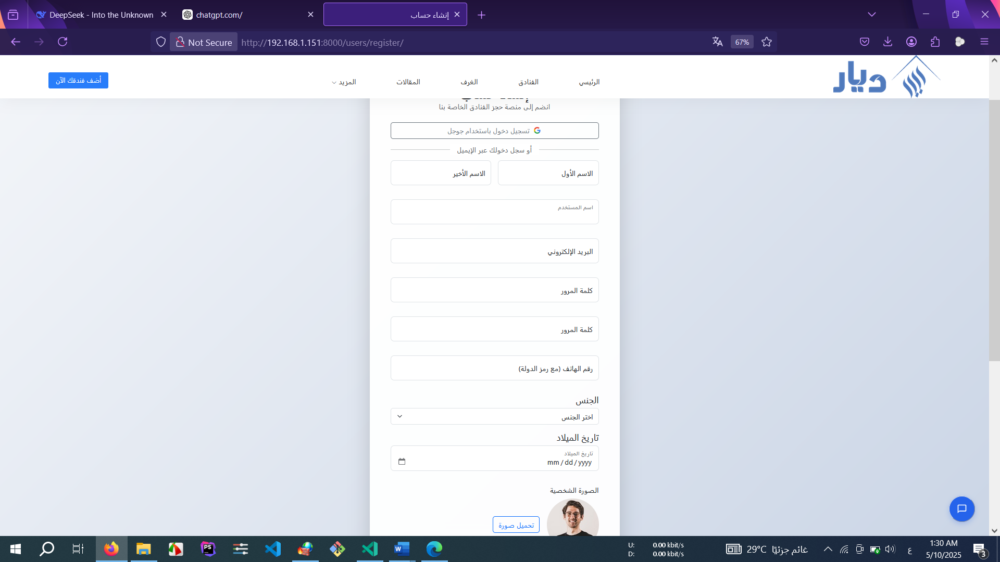 DeepSeek - Into the Unknown
chatgpt.com/
إنشاء حساب
Not Secure
http://192.168.1.151:8000/users/register/
67%
ديار
الرئيسي
الفنادق
الغرف
المقالات
المزيد
أضف فندقك الآن
إنشاء حساب
انضم إلى منصة حجز الفنادق الخاصة بنا
تسجيل دخول باستخدام جوجل
أو سجل دخولك عبر الإيميل
الاسم الأول
الاسم الأخير
اسم المستخدم
البريد الإلكتروني
كلمة المرور
كلمة المرور
رقم الهاتف (مع رمز الدولة)
الجنس
اختر الجنس
تاريخ الميلاد
تاريخ الميلاد
mm/dd/yyyy
الصورة الشخصية
تحميل صورة
PS
W
U: 0.00 kbit/s
D: 0.00 kbit/s
29°C غائم جزئيًا
ع
1:30 AM
5/10/2025
3